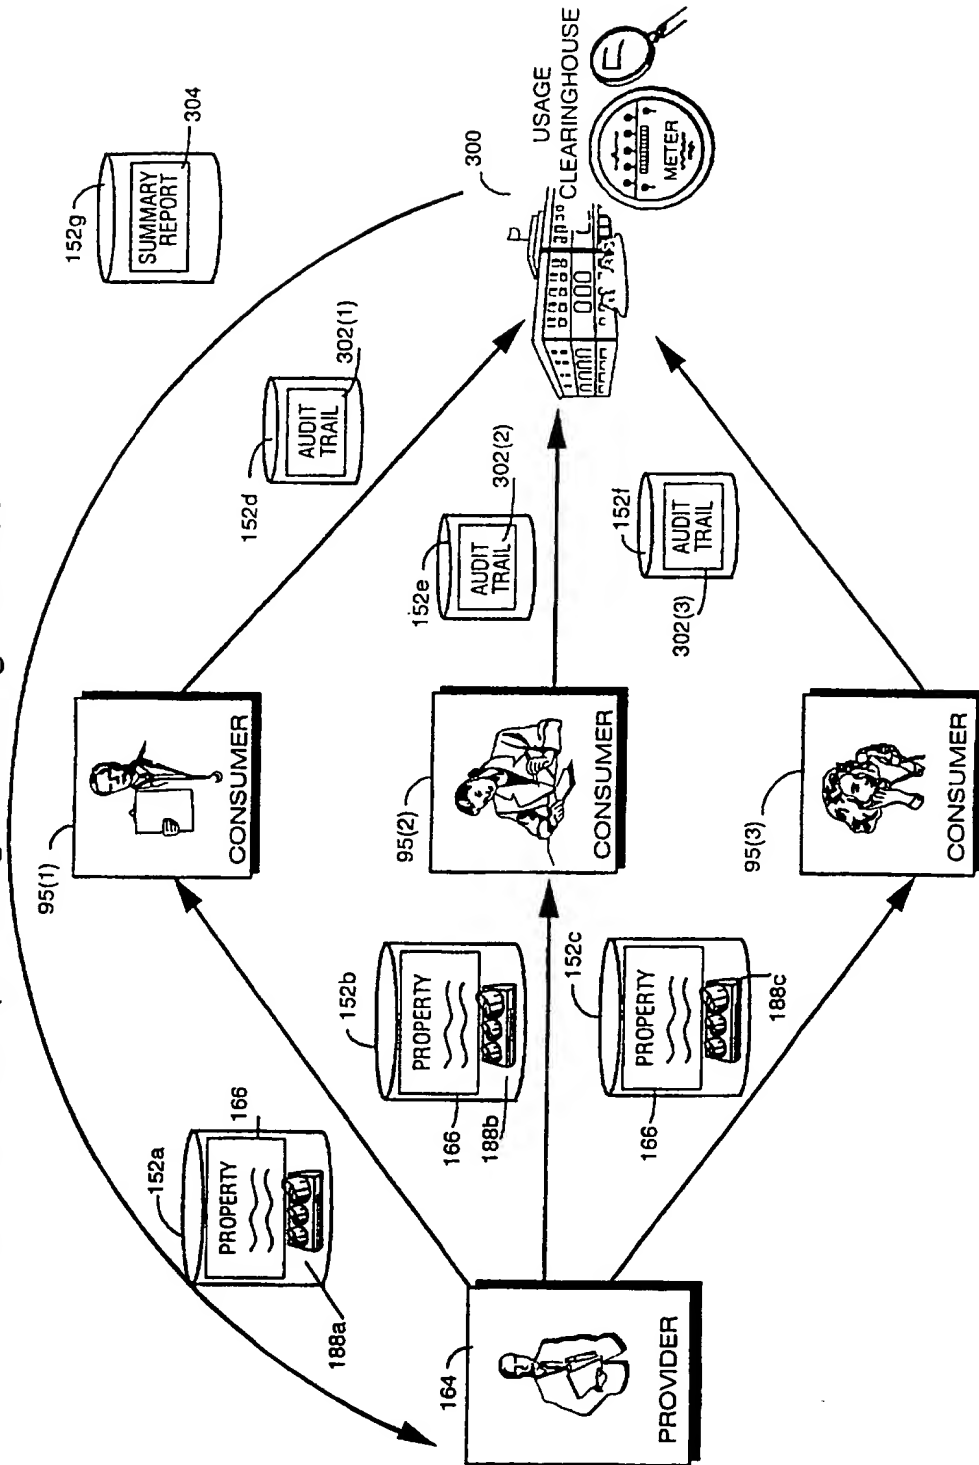 152g
SUMMARY
REPORT
304
300
USAGE
CLEARINGHOUSE
METER
152d
AUDIT
TRAIL
302(1)
152e
AUDIT
TRAIL
302(2)
152f
AUDIT
TRAIL
302(3)
95(1)
CONSUMER
95(2)
CONSUMER
95(3)
CONSUMER
152a
166
PROPERTY
188a
152b
PROPERTY
166
188b
152c
PROPERTY
166
188c
164
PROVIDER